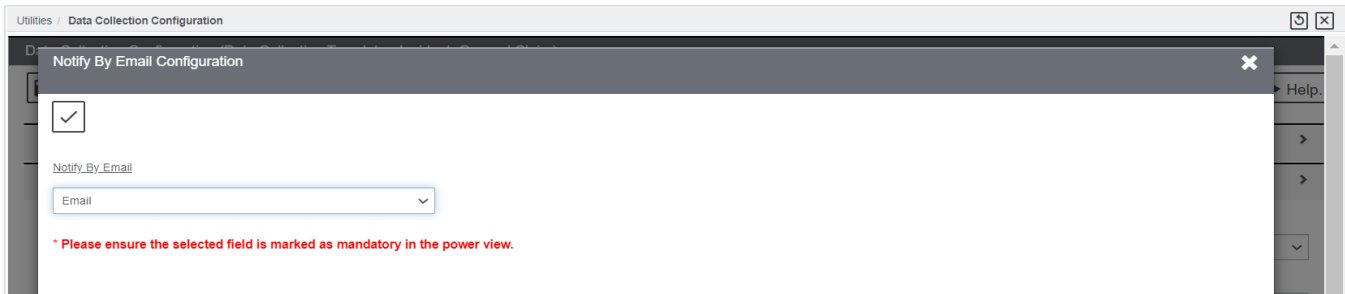 Utilities / Data Collection Configuration
Notify By Email Configuration
Help.
Notify By Email
Email
* Please ensure the selected field is marked as mandatory in the power view.